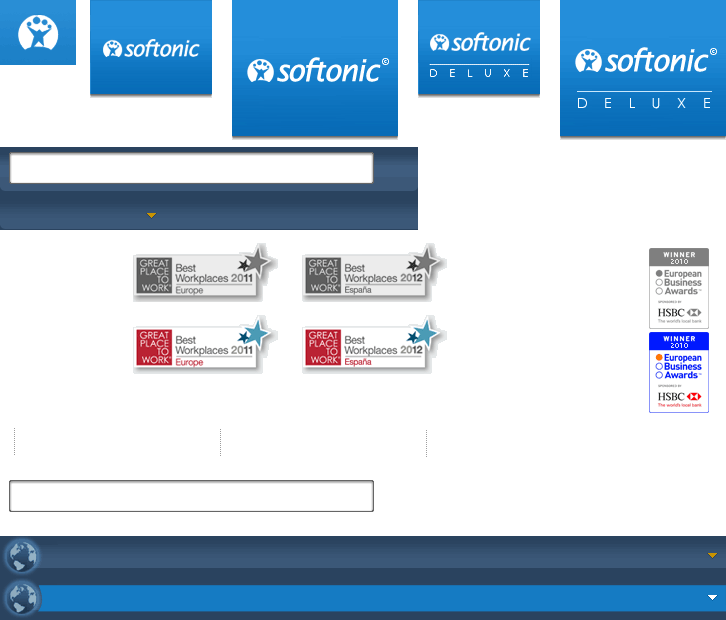 softonic
softonic©
softonic
DELUXE
softonic©
DELUXE
GREAT
PLACE
TO
WORK®
Best
Workplaces 2011
Europe
GREAT
PLACE
TO
WORK®
Best
Workplaces 2012
España
WINNER
2010
European
Business
Awards™
SPONSORED BY
HSBC
The world's local bank
GREAT
PLACE
TO
WORK®
Best
Workplaces 2011
Europe
GREAT
PLACE
TO
WORK®
Best
Workplaces 2012
España
WINNER
2010
European
Business
Awards™
SPONSORED BY
HSBC
The world's local bank